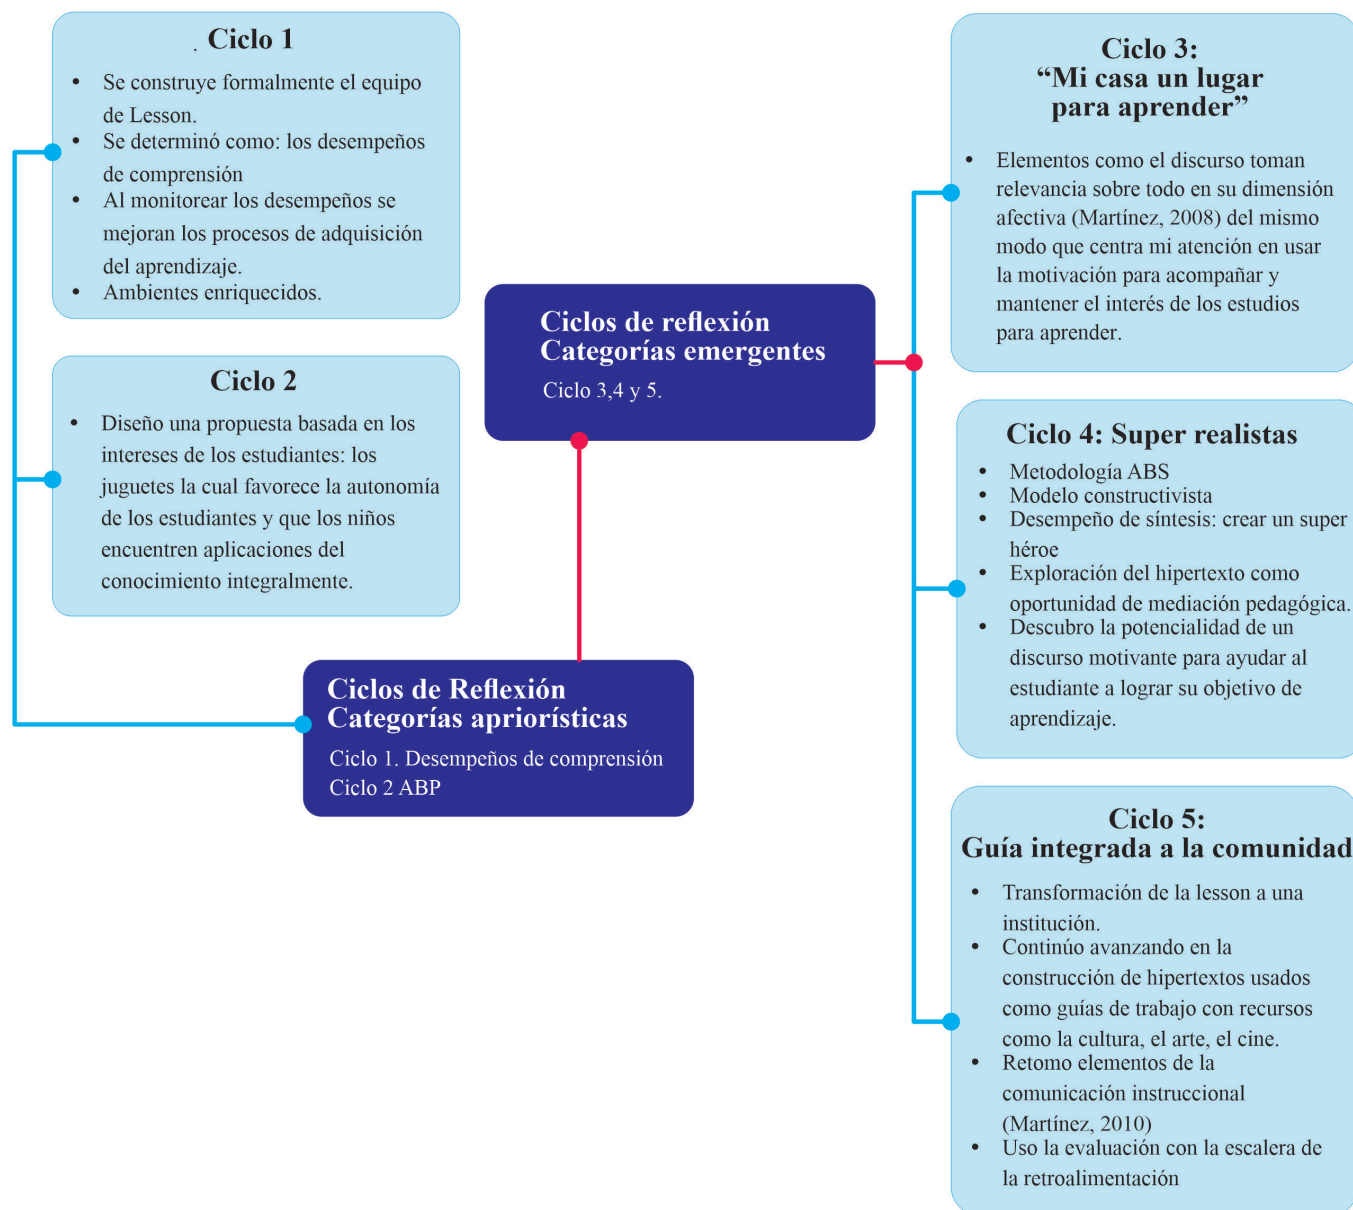 . Ciclo 1
• Se construye formalmente el equipo
de Lesson.
• Se determinó como: los desempeños
de comprensión
• Al monitorear los desempeños se
mejoran los procesos de adquisición
del aprendizaje.
• Ambientes enriquecidos.
Ciclo 2
• Diseño una propuesta basada en los
intereses de los estudiantes: los
juguetes la cual favorece la autonomía
de los estudiantes y que los niños
encuentren aplicaciones del
conocimiento integralmente.
Ciclos de Reflexión
Categorías apriorísticas
Ciclo 1. Desempeños de comprensión
Ciclo 2 ABP
Ciclos de reflexión
Categorías emergentes
Ciclo 3,4 y 5.
Ciclo 3:
“Mi casa un lugar
para aprender”
• Elementos como el discurso toman
relevancia sobre todo en su dimensión
afectiva (Martínez, 2008) del mismo
modo que centra mi atención en usar
la motivación para acompañar y
mantener el interés de los estudios
para aprender.
Ciclo 4: Super realistas
• Metodología ABS
• Modelo constructivista
• Desempeño de síntesis: crear un super
héroe
• Exploración del hipertexto como
oportunidad de mediación pedagógica.
• Descubro la potencialidad de un
discurso motivante para ayudar al
estudiante a lograr su objetivo de
aprendizaje.
Ciclo 5:
Guía integrada a la comunidad
• Transformación de la lesson a una
institución.
• Continúo avanzando en la
construcción de hipertextos usados
como guías de trabajo con recursos
como la cultura, el arte, el cine.
• Retomo elementos de la
comunicación instruccional
(Martínez, 2010)
• Uso la evaluación con la escalera de
la retroalimentación